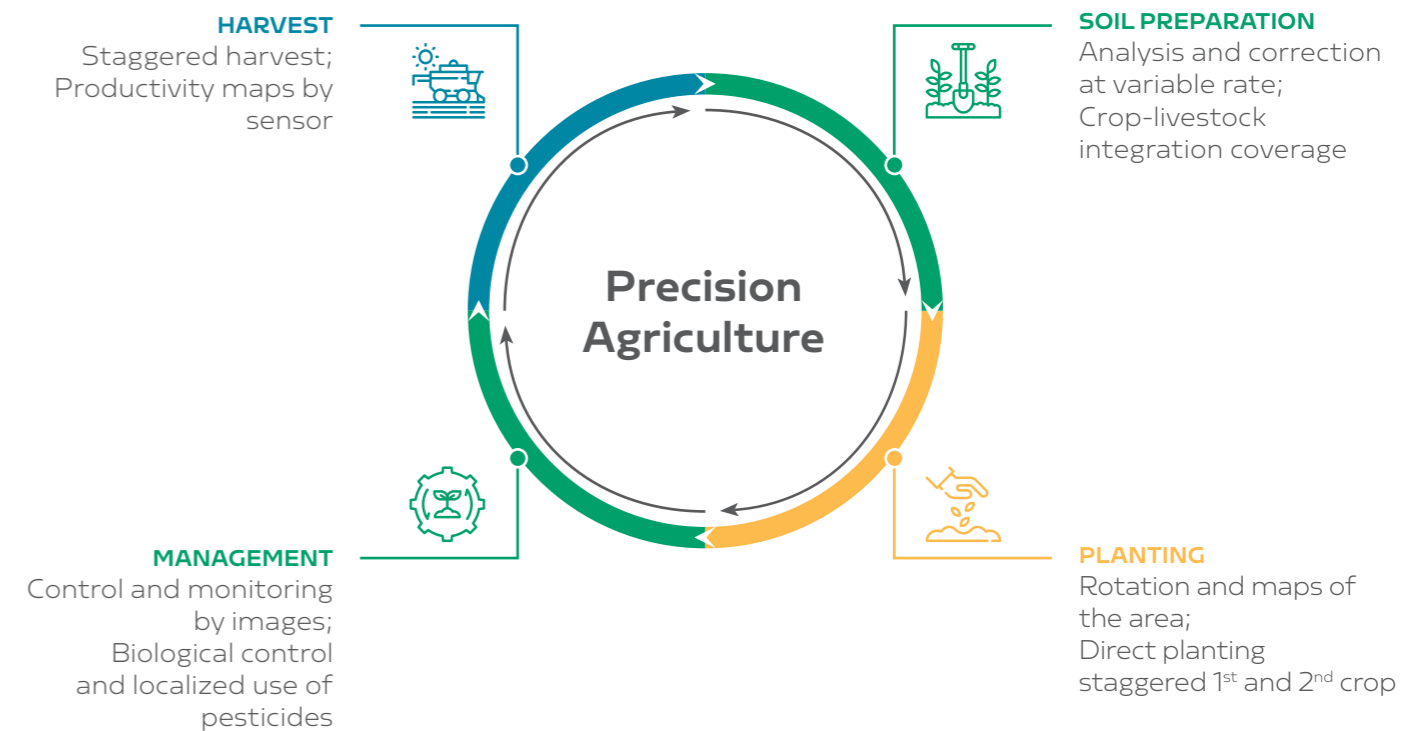 HARVEST
Staggered harvest;
Productivity maps by
sensor
SOIL PREPARATION
Analysis and correction
at variable rate;
Crop-livestock
integration coverage
Precision
Agriculture
MANAGEMENT
Control and monitoring
by images;
Biological control
and localized use of
pesticides
PLANTING
Rotation and maps of
the area;
Direct planting
staggered 1st and 2nd crop